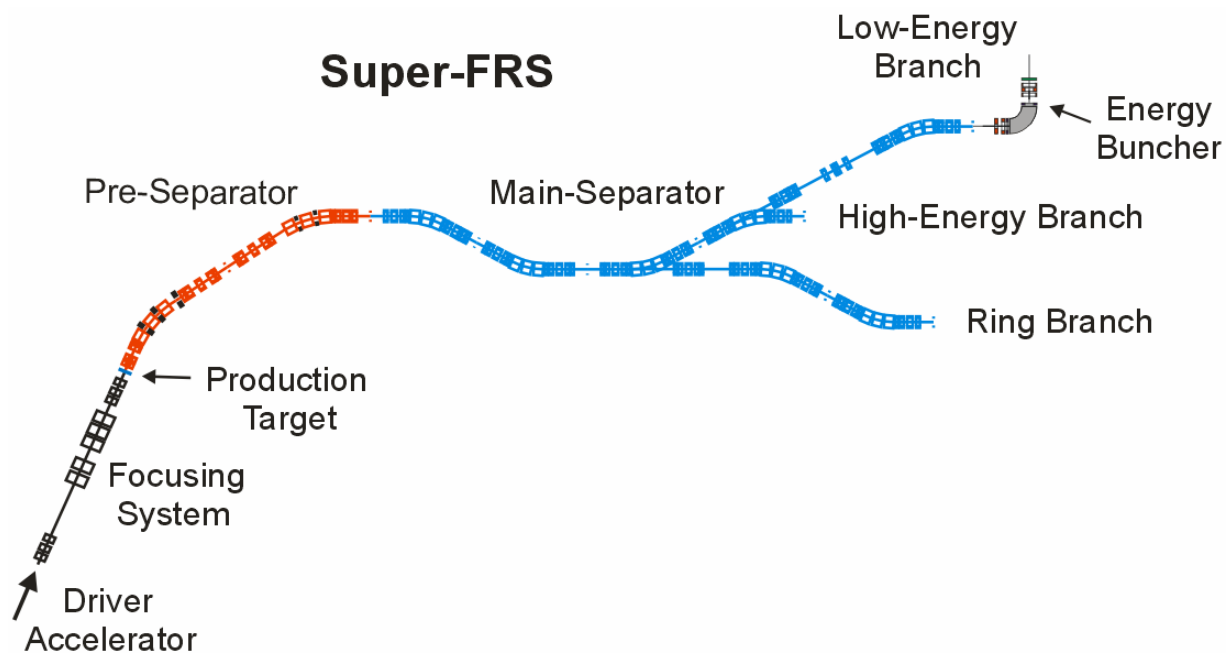 Super-FRS
Low-Energy
Branch
Energy
Buncher
Pre-Separator
Main-Separator
High-Energy Branch
Ring Branch
Production
Target
Focusing
System
Driver
Accelerator